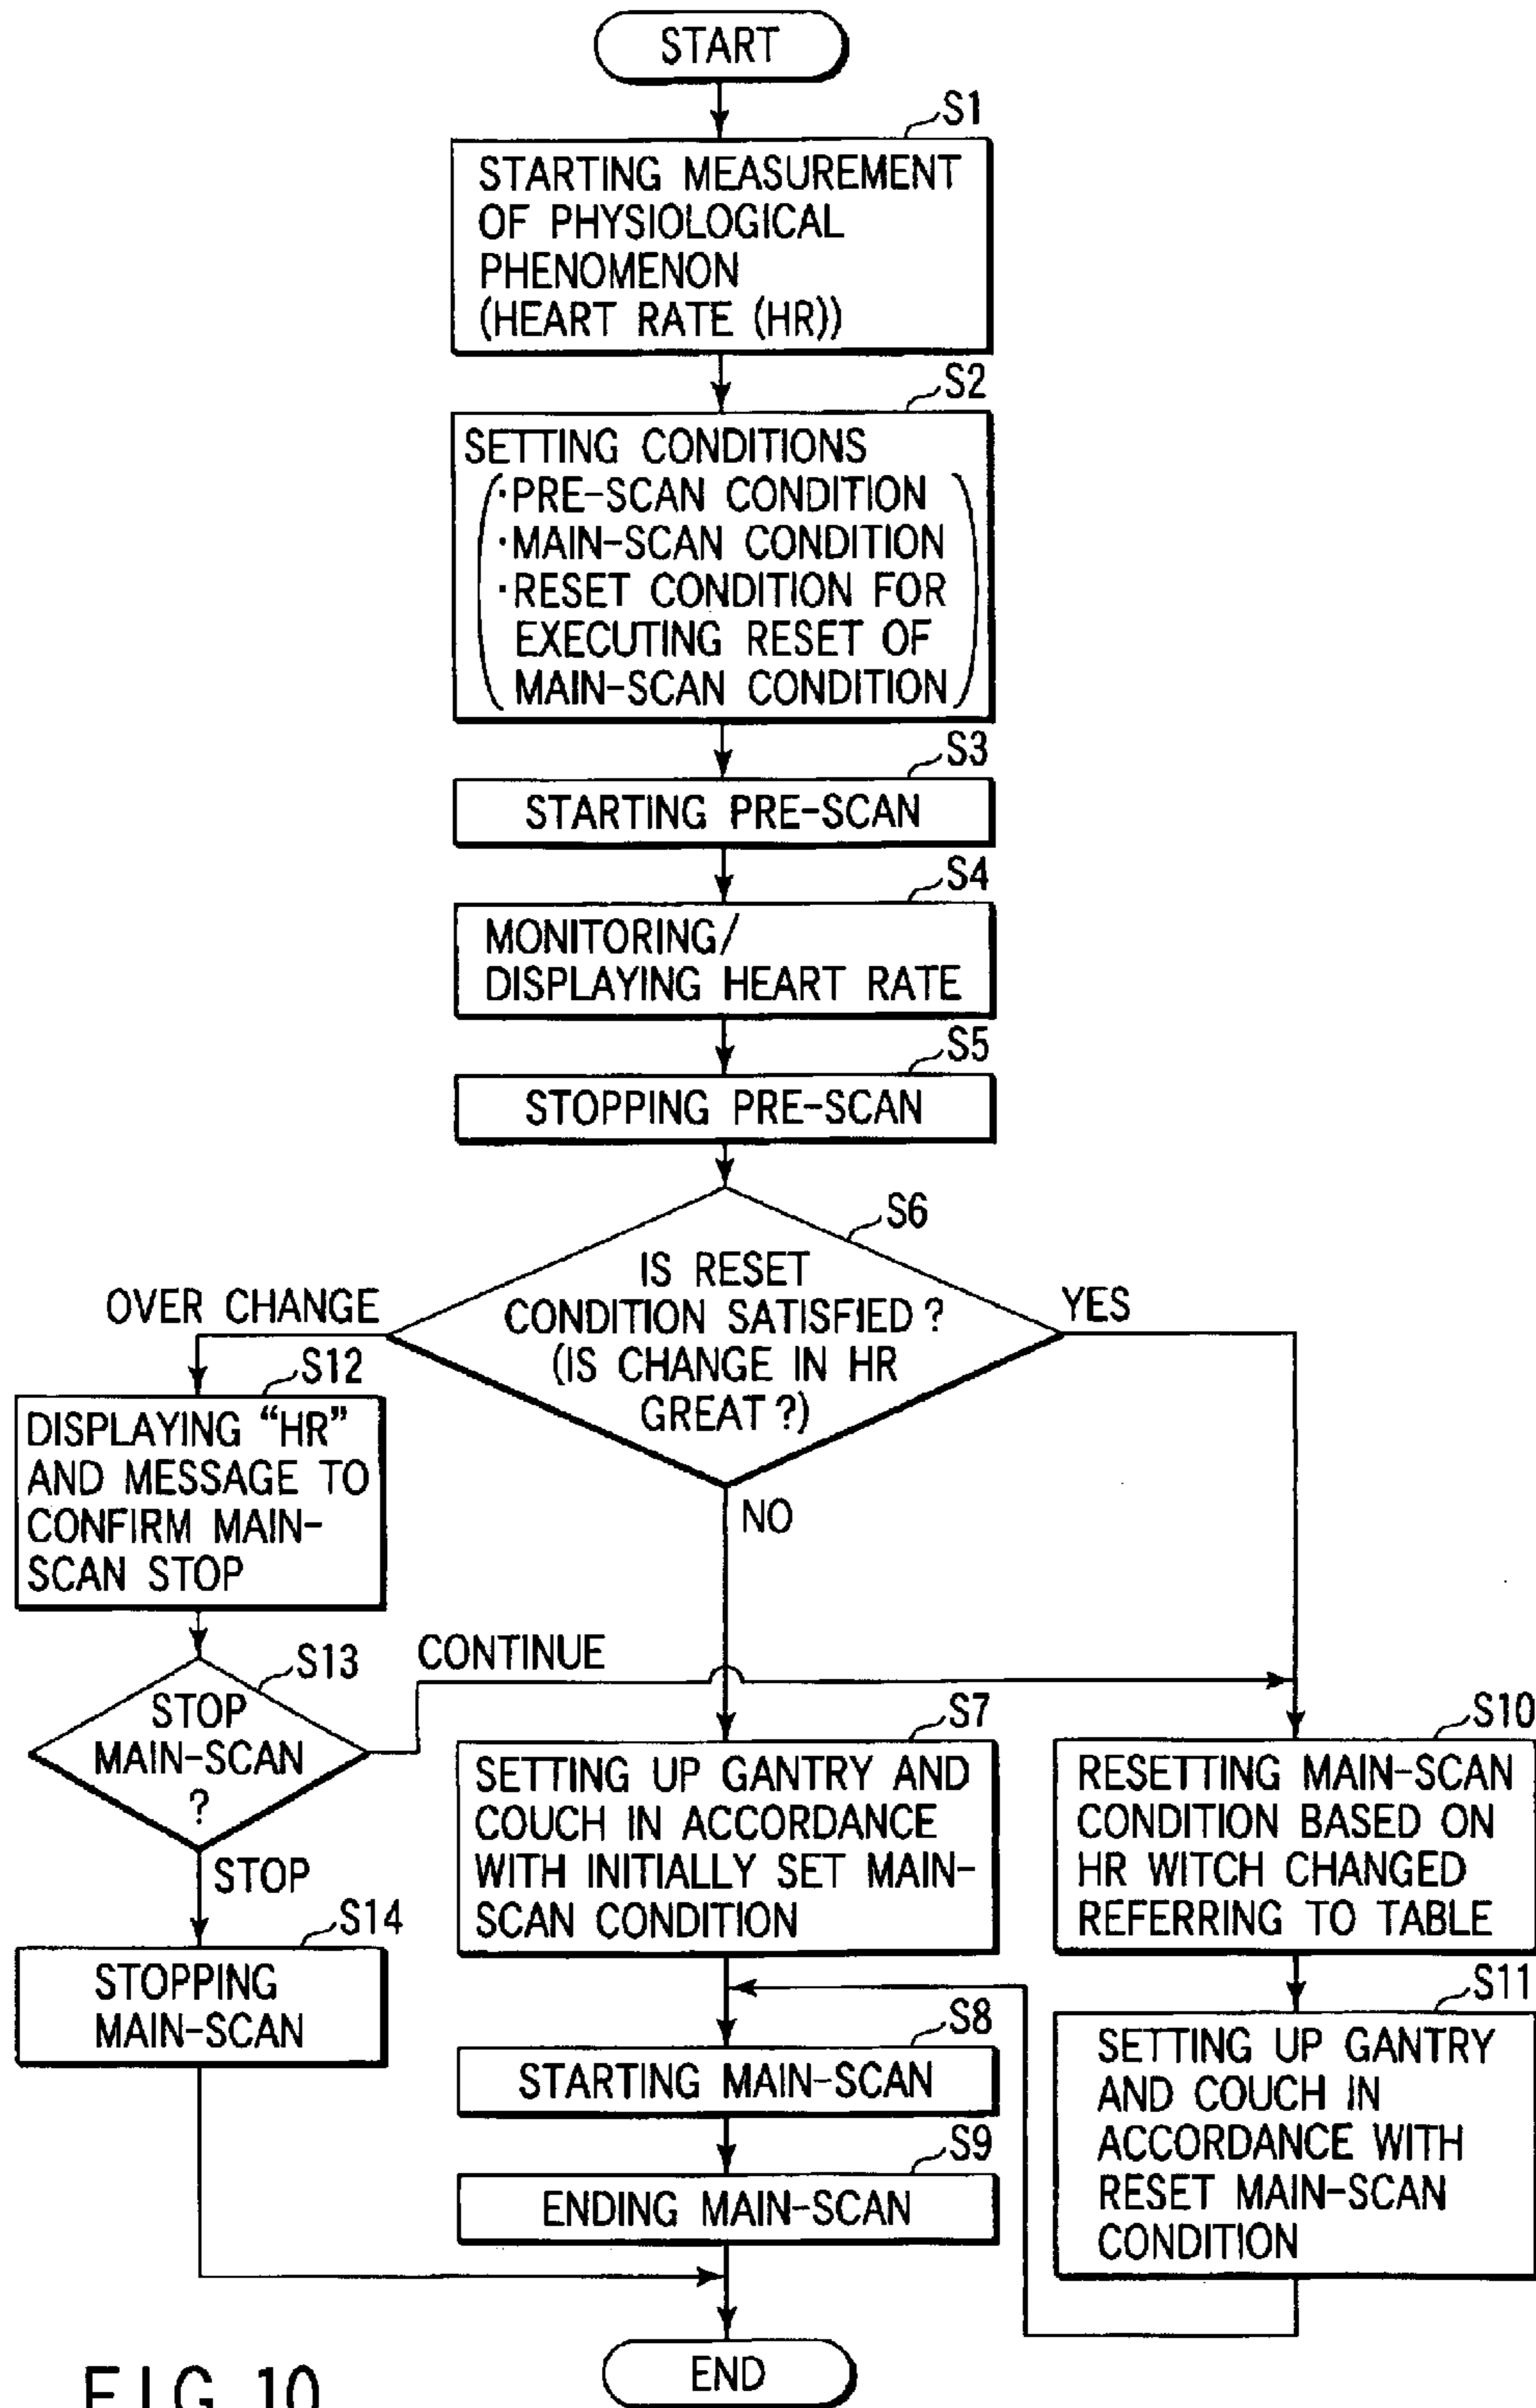 START
S1
STARTING MEASUREMENT
OF PHYSIOLOGICAL
PHENOMENON
(HEART RATE (HR))
S2
SETTING CONDITIONS
·PRE-SCAN CONDITION
·MAIN-SCAN CONDITION
·RESET CONDITION FOR
EXECUTING RESET OF
MAIN-SCAN CONDITION
S3
STARTING PRE-SCAN
S4
MONITORING/
DISPLAYING HEART RATE
S5
STOPPING PRE-SCAN
S6
IS RESET
CONDITION SATISFIED?
(IS CHANGE IN HR
GREAT?)
OVER CHANGE
YES
NO
S12
DISPLAYING “HR”
AND MESSAGE TO
CONFIRM MAIN-
SCAN STOP
S13
STOP
MAIN-SCAN
?
CONTINUE
STOP
S14
STOPPING
MAIN-SCAN
S7
SETTING UP GANTRY AND
COUCH IN ACCORDANCE
WITH INITIALLY SET MAIN-
SCAN CONDITION
S8
STARTING MAIN-SCAN
S9
ENDING MAIN-SCAN
S10
RESETTING MAIN-SCAN
CONDITION BASED ON
HR WITCH CHANGED
REFERRING TO TABLE
S11
SETTING UP GANTRY
AND COUCH IN
ACCORDANCE WITH
RESET MAIN-SCAN
CONDITION
END
FIG. 10